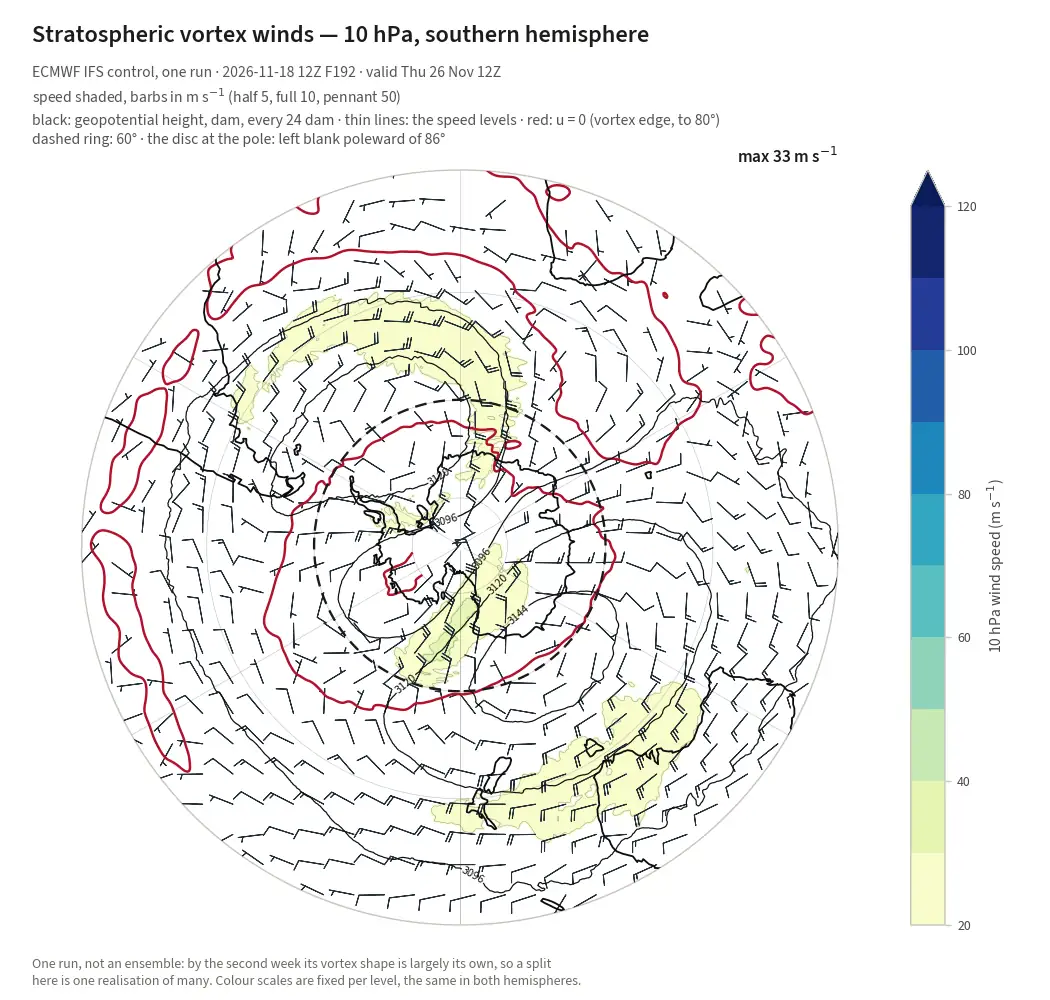 Stratospheric vortex winds — 10 hPa, southern hemisphere
ECMWF IFS control, one run · 2026-11-18 12Z F192 · valid Thu 26 Nov 12Z
speed shaded, barbs in m s⁻¹ (half 5, full 10, pennant 50)
black: geopotential height, dam, every 24 dam · thin lines: the speed levels · red: u = 0 (vortex edge, to 80°)
dashed ring: 60° · the disc at the pole: left blank poleward of 86°
max 33 m s⁻¹
120
100
80
60
40
20
10 hPa wind speed (m s⁻¹)
3120
3096
3096
3120
3144
3120
3096
One run, not an ensemble: by the second week its vortex shape is largely its own, so a split
here is one realisation of many. Colour scales are fixed per level, the same in both hemispheres.